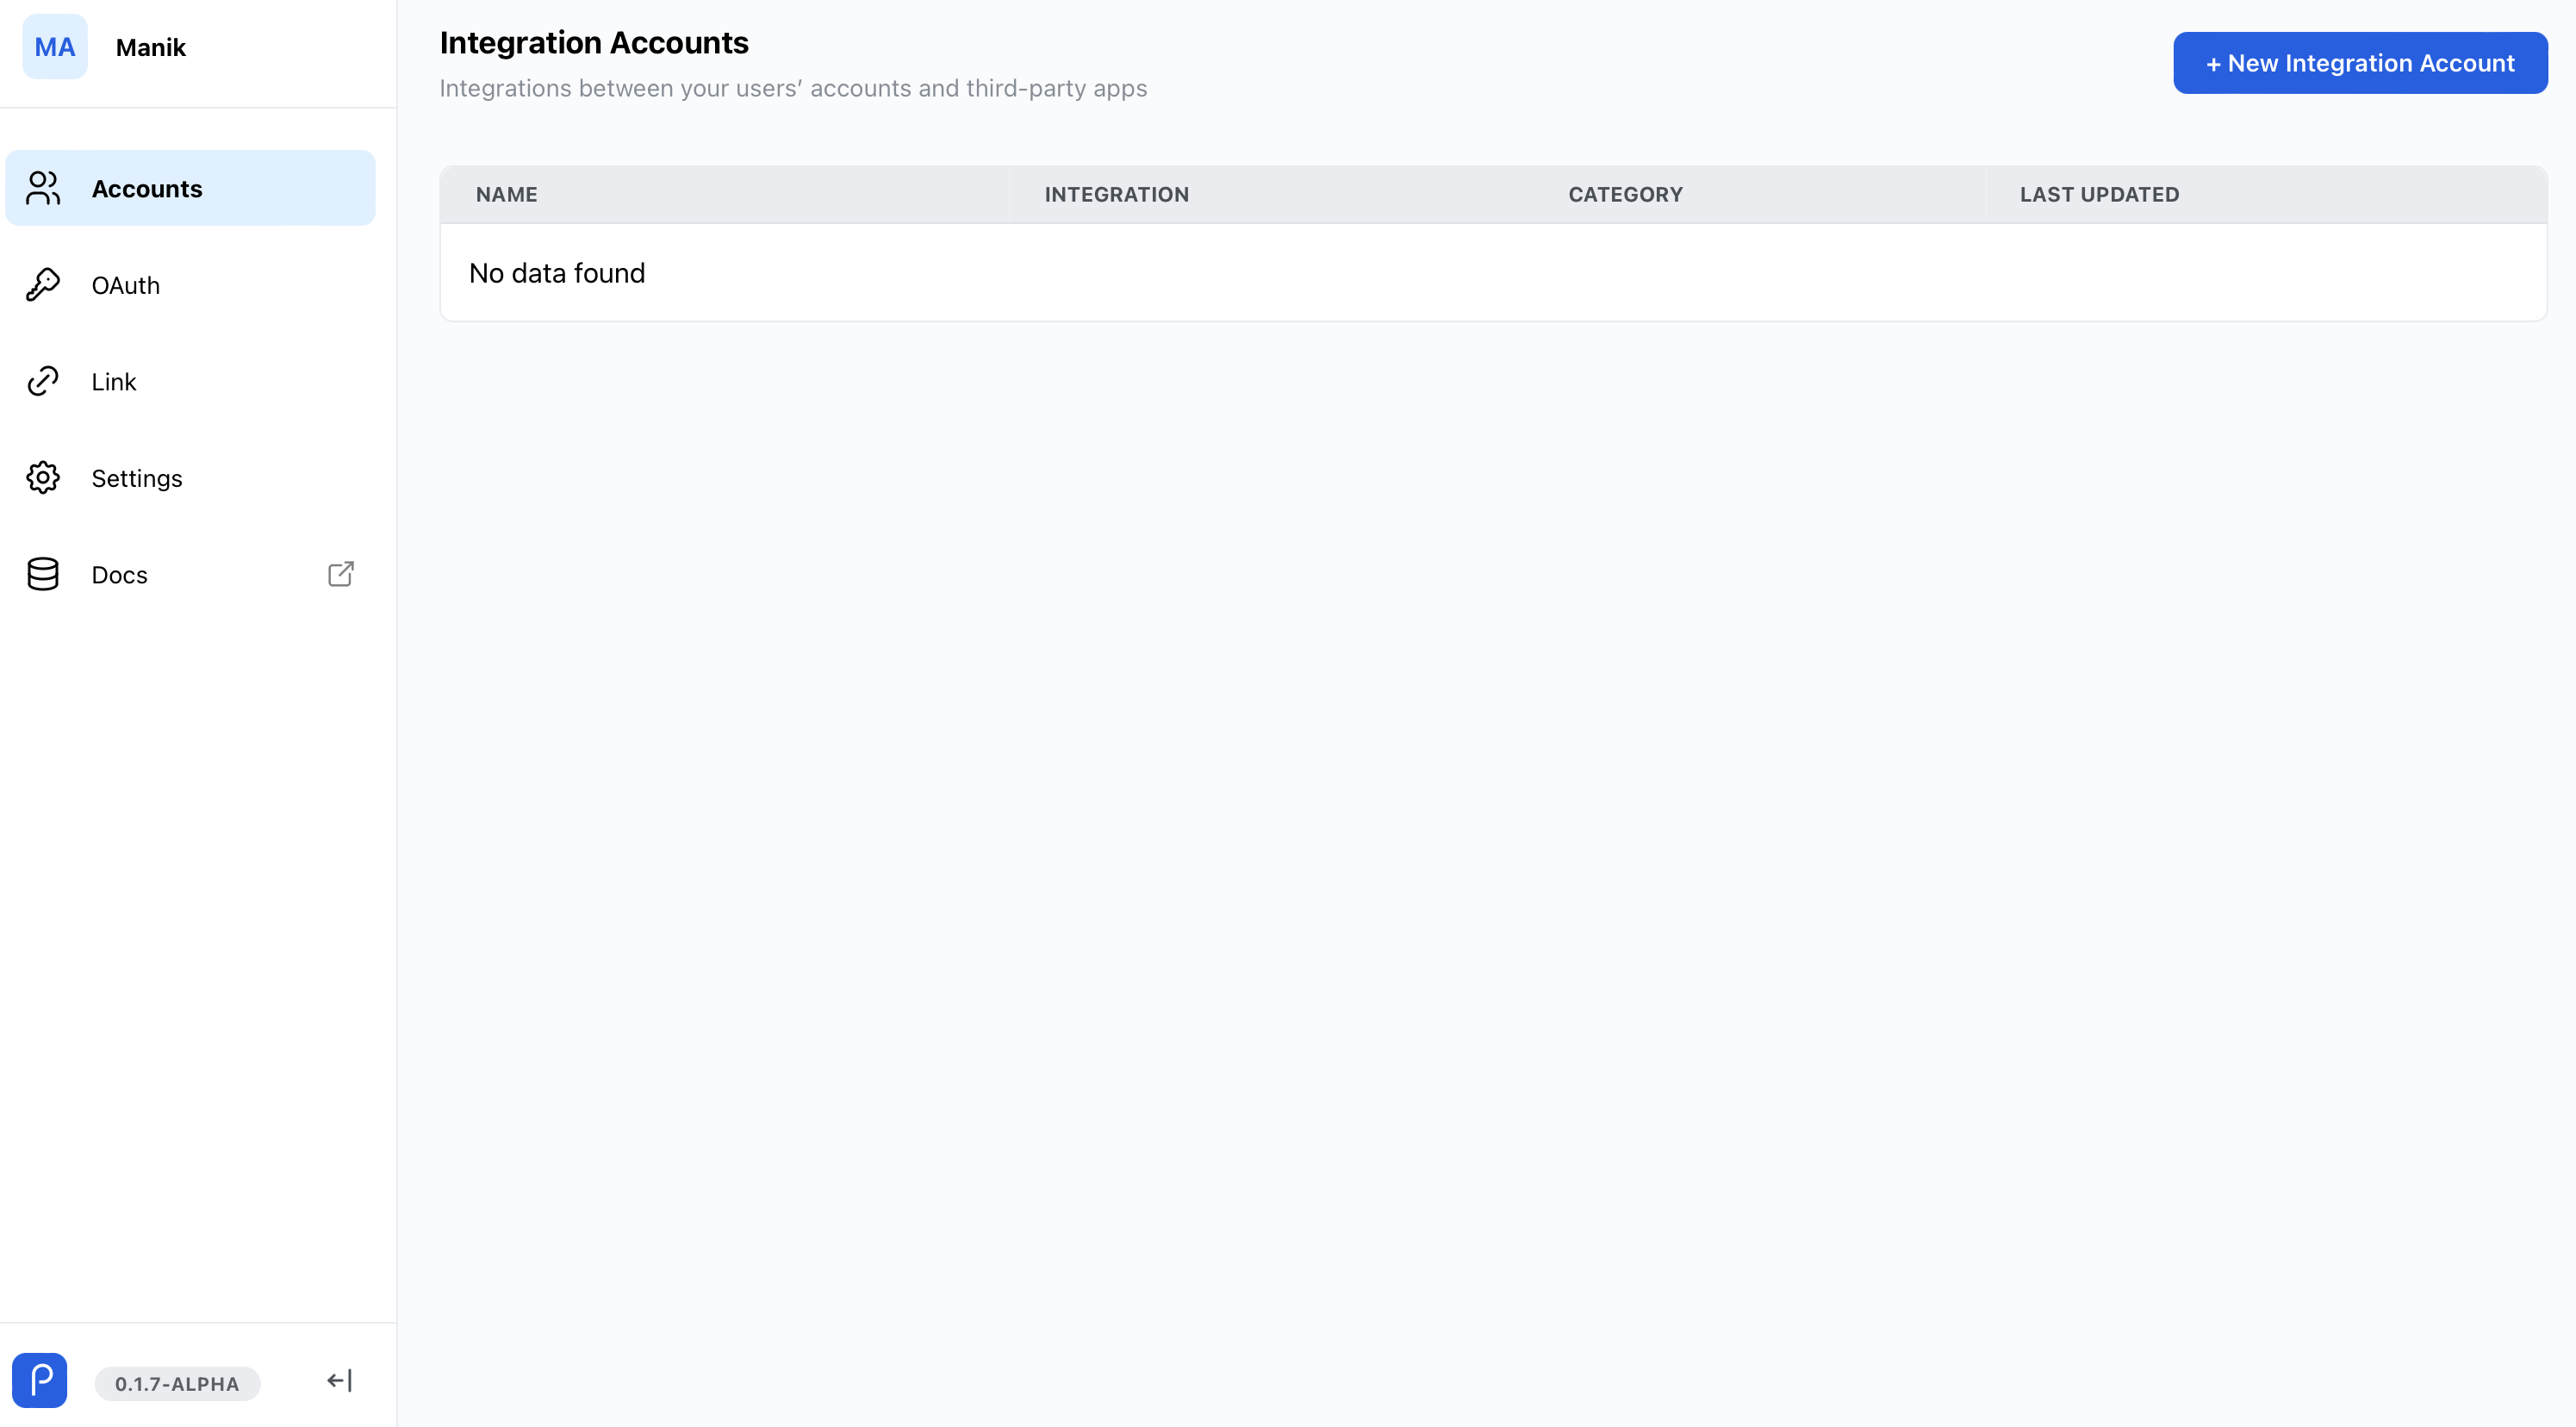 MA
Manik
Accounts
OAuth
Link
Settings
Docs
0.1.7-ALPHA
Integration Accounts
Integrations between your users’ accounts and third-party apps
+ New Integration Account
NAME INTEGRATION CATEGORY LAST UPDATED
No data found